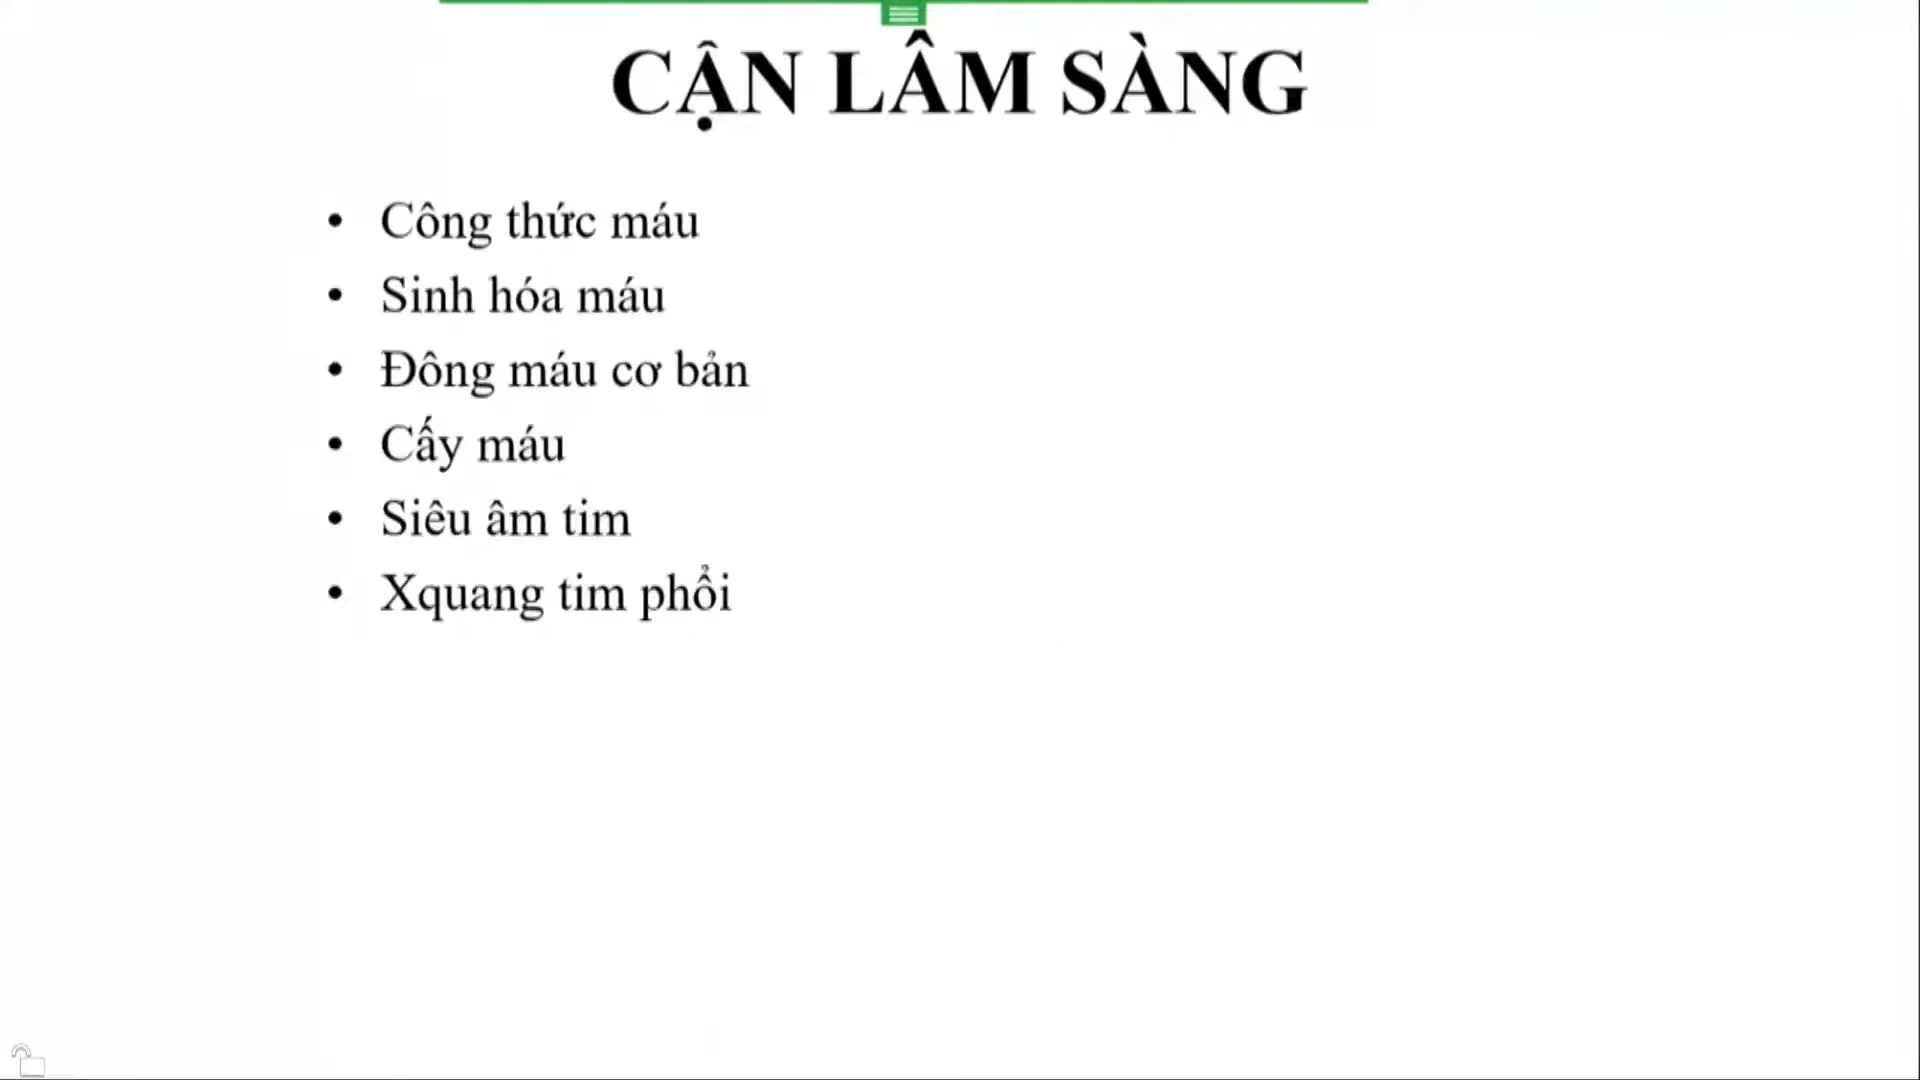 CẬN LÂM SÀNG
• Công thức máu
• Sinh hóa máu
• Đông máu cơ bản
• Cấy máu
• Siêu âm tim
• Xquang tim phổi